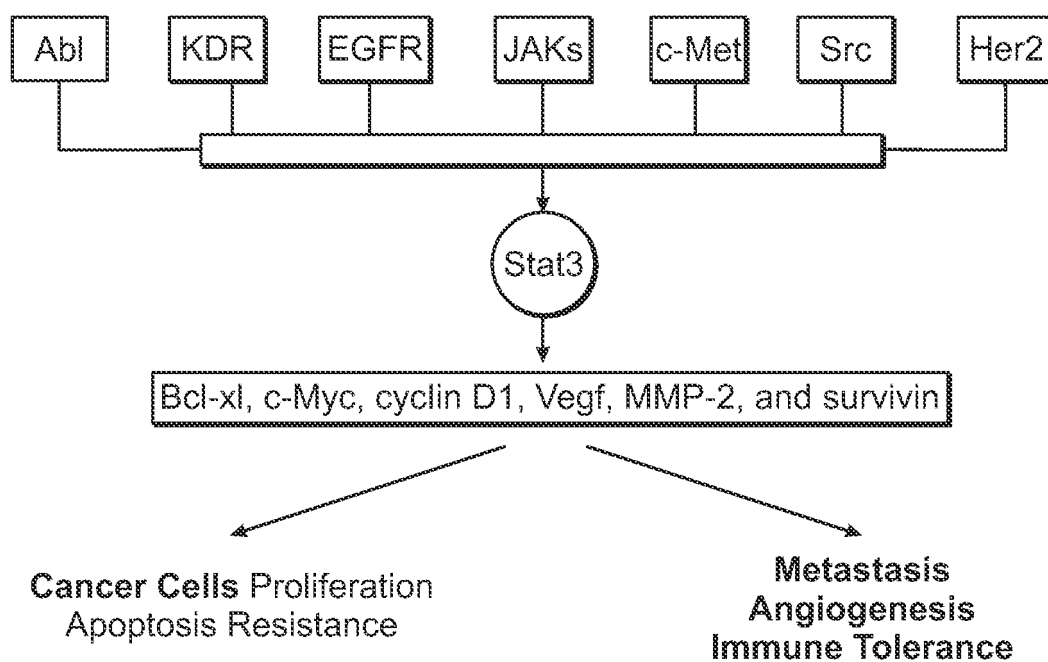 Abl KDR EGFR JAKs c-Met Src Her2
Stat3
Bcl-xl, c-Myc, cyclin D1, Vegf, MMP-2, and survivin
Cancer Cells Proliferation
Apoptosis Resistance
Metastasis
Angiogenesis
Immune Tolerance